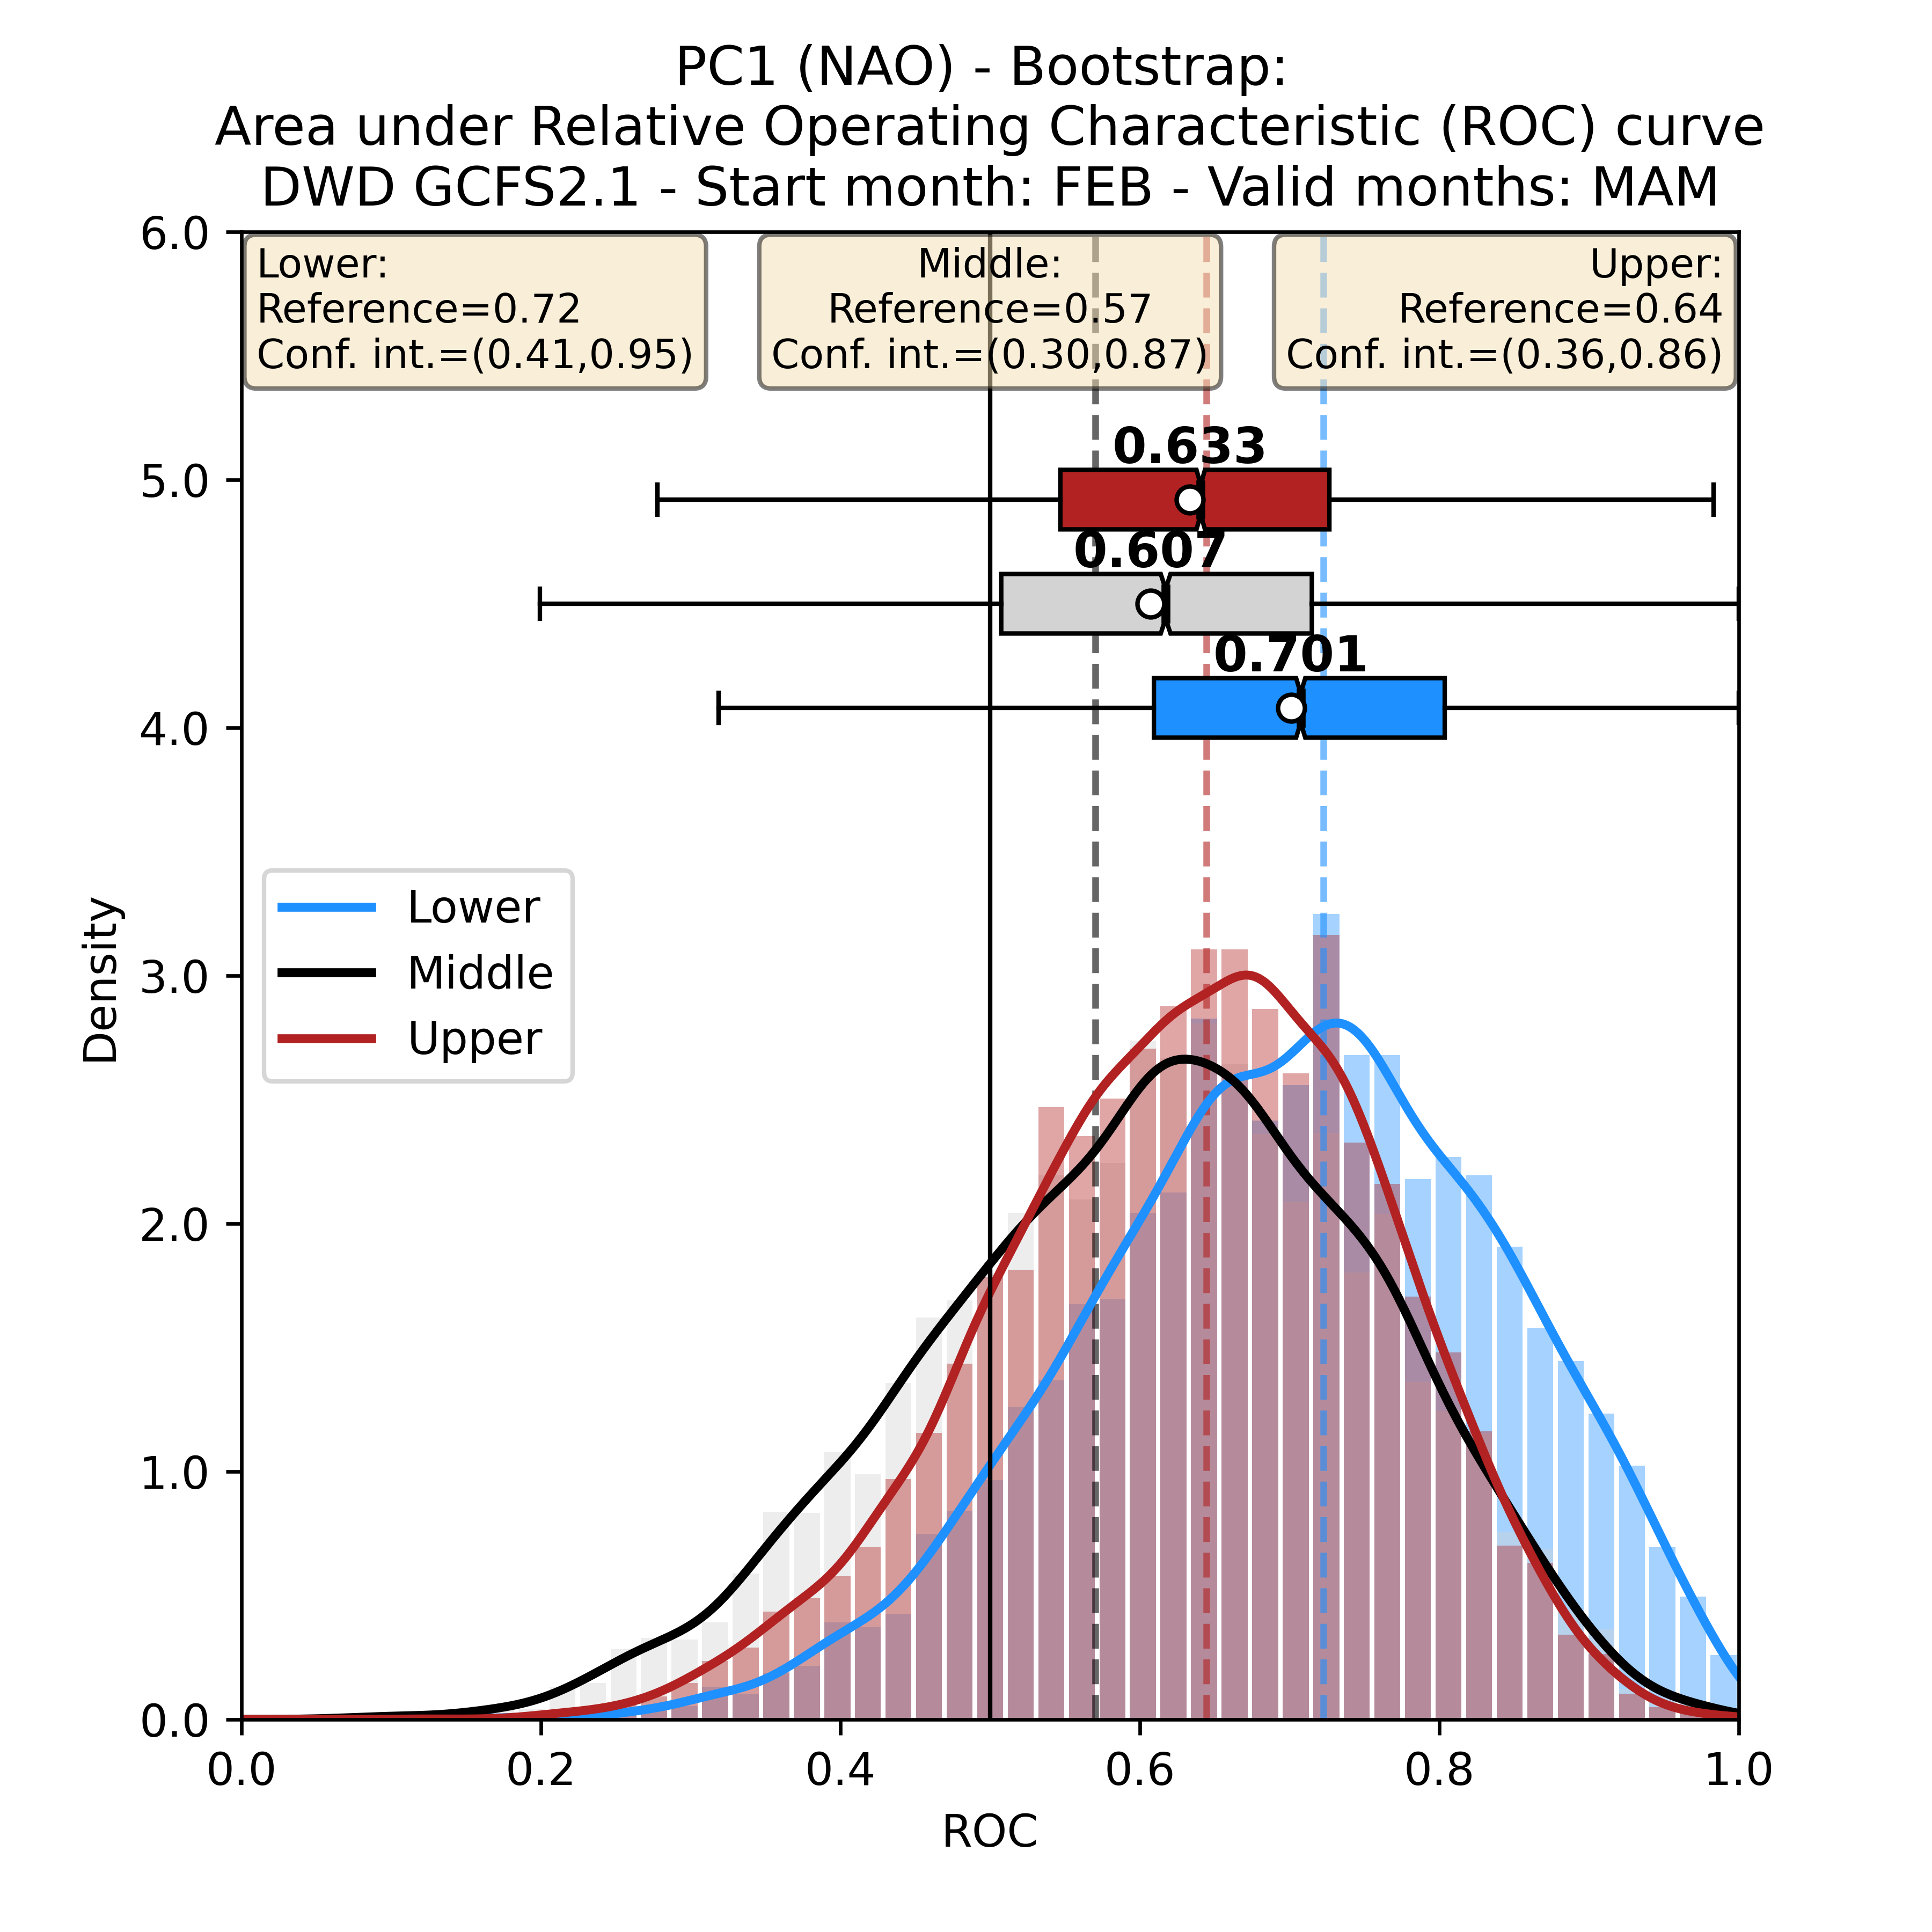 PC1 (NAO) - Bootstrap:
Area under Relative Operating Characteristic (ROC) curve
DWD GCFS2.1 - Start month: FEB - Valid months: MAM
Lower:
Reference=0.72
Conf. int.=(0.41,0.95)
Middle:
Reference=0.57
Conf. int.=(0.30,0.87)
Upper:
Reference=0.64
Conf. int.=(0.36,0.86)
0.633
0.607
0.701
Lower
Middle
Upper
Density
6.0
5.0
4.0
3.0
2.0
1.0
0.0
0.0 0.2 0.4 0.6 0.8 1.0
ROC